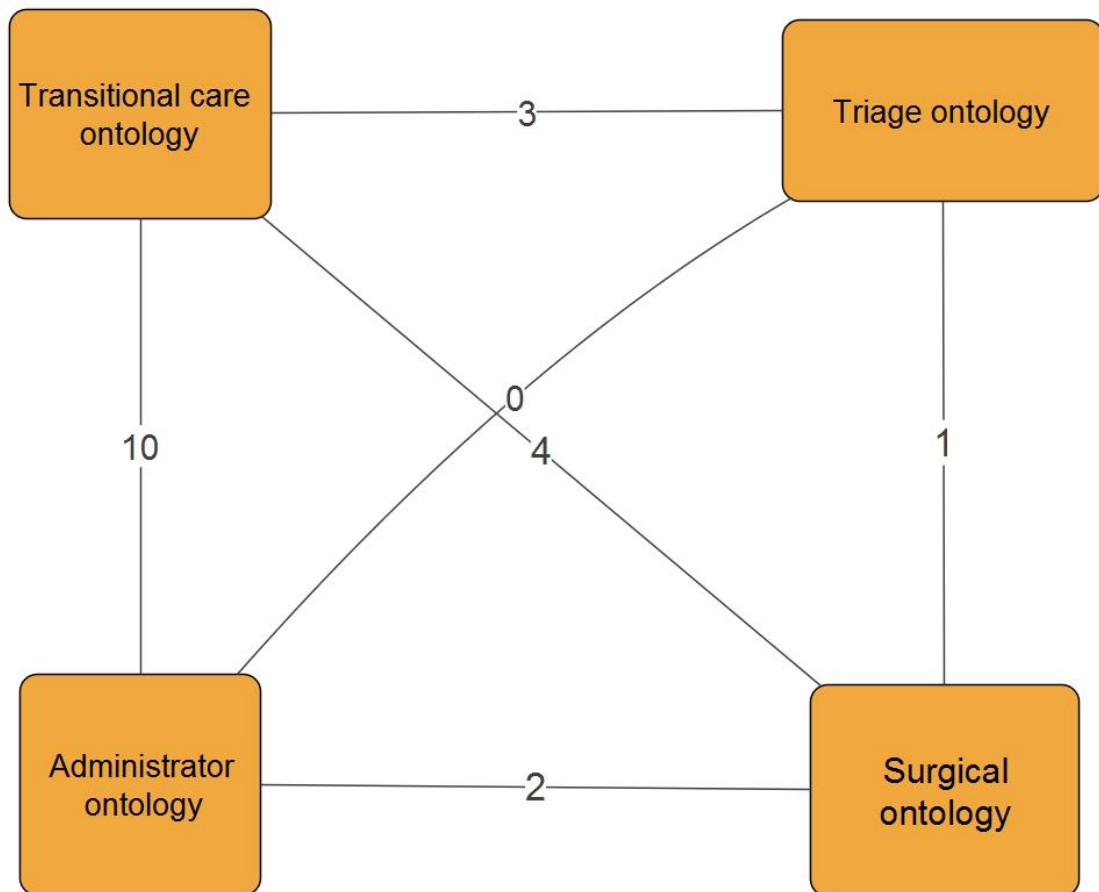 Transitional care
ontology
Triage ontology
3
0
4
10
1
Administrator
ontology
2
Surgical
ontology